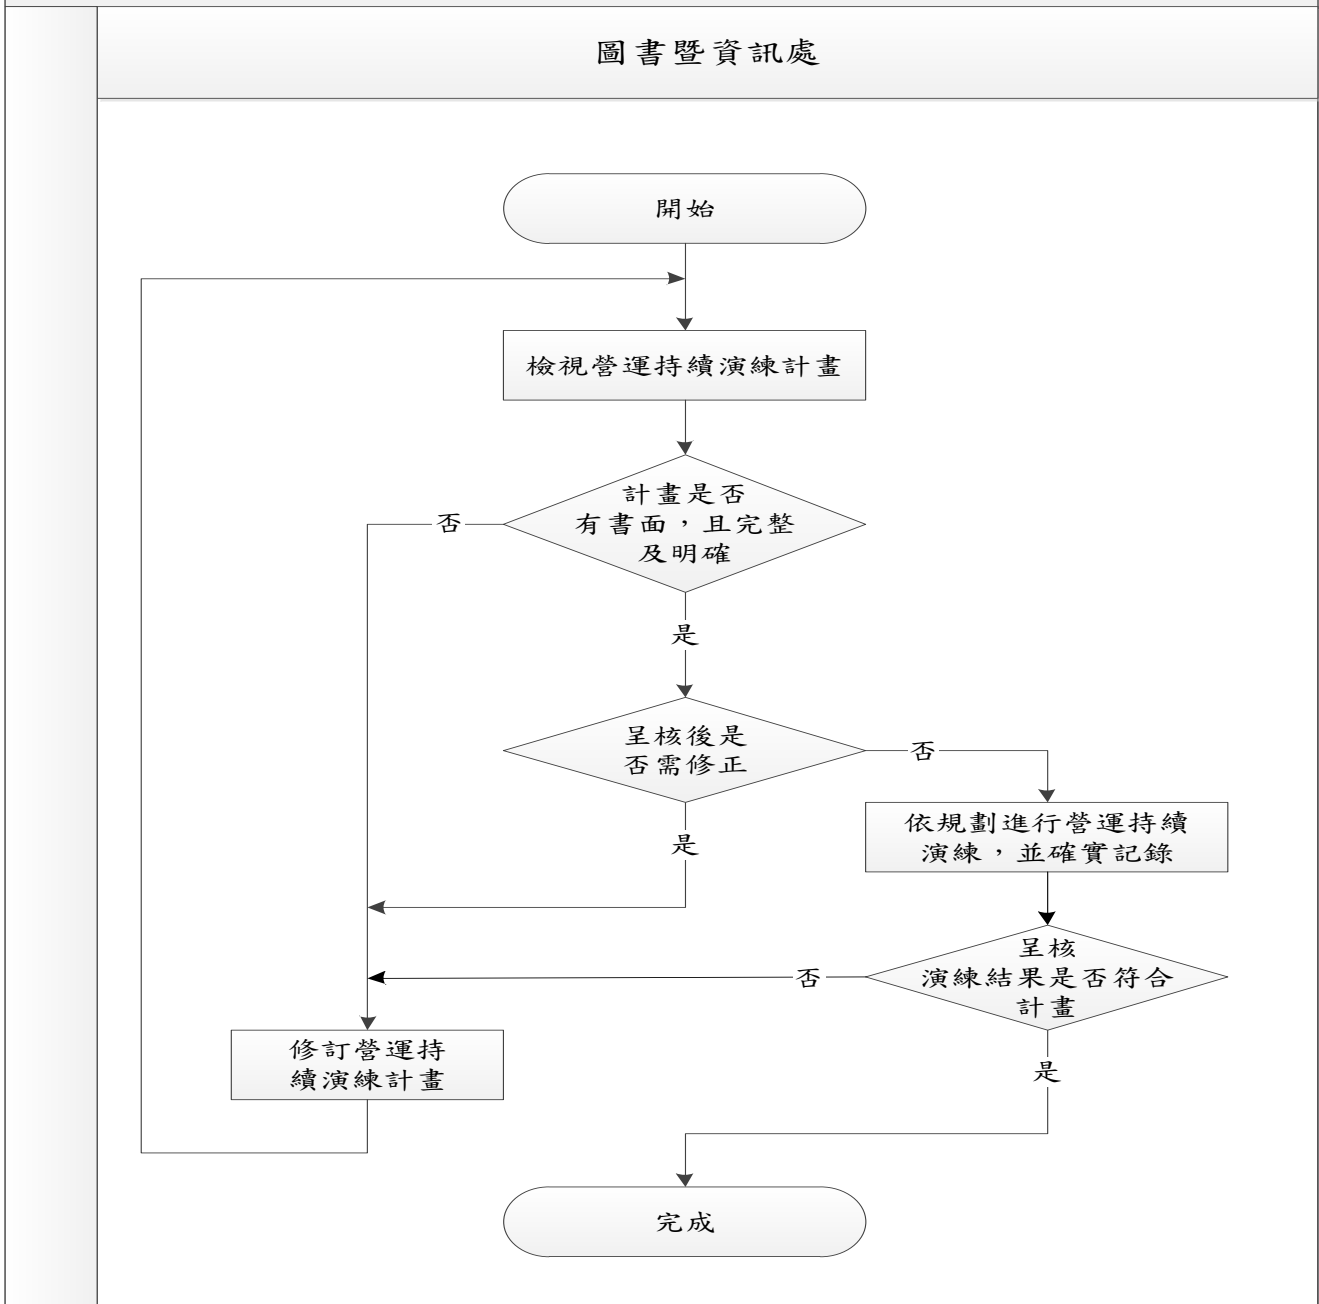 圖書暨資訊處
開始
檢視營運持續演練計畫
計畫是否
有書面，且完整
及明確
否
是
呈核後是
否需修正
否
是
依規劃進行營運持續
演練，並確實記錄
呈核
演練結果是否符合
計畫
否
是
修訂營運持
續演練計畫
完成